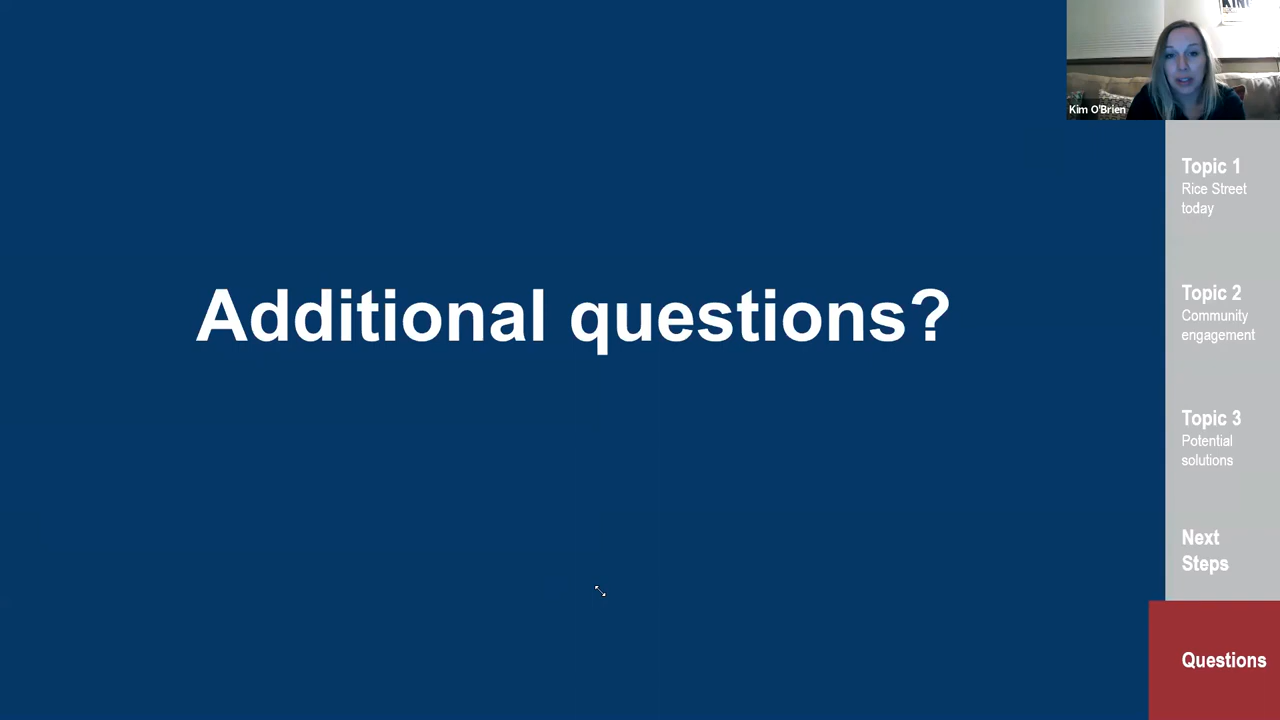 Additional questions?
Kim O'Brien
Topic 1
Rice Street
today
Topic 2
Community
engagement
Topic 3
Potential
solutions
Next
Steps
Questions